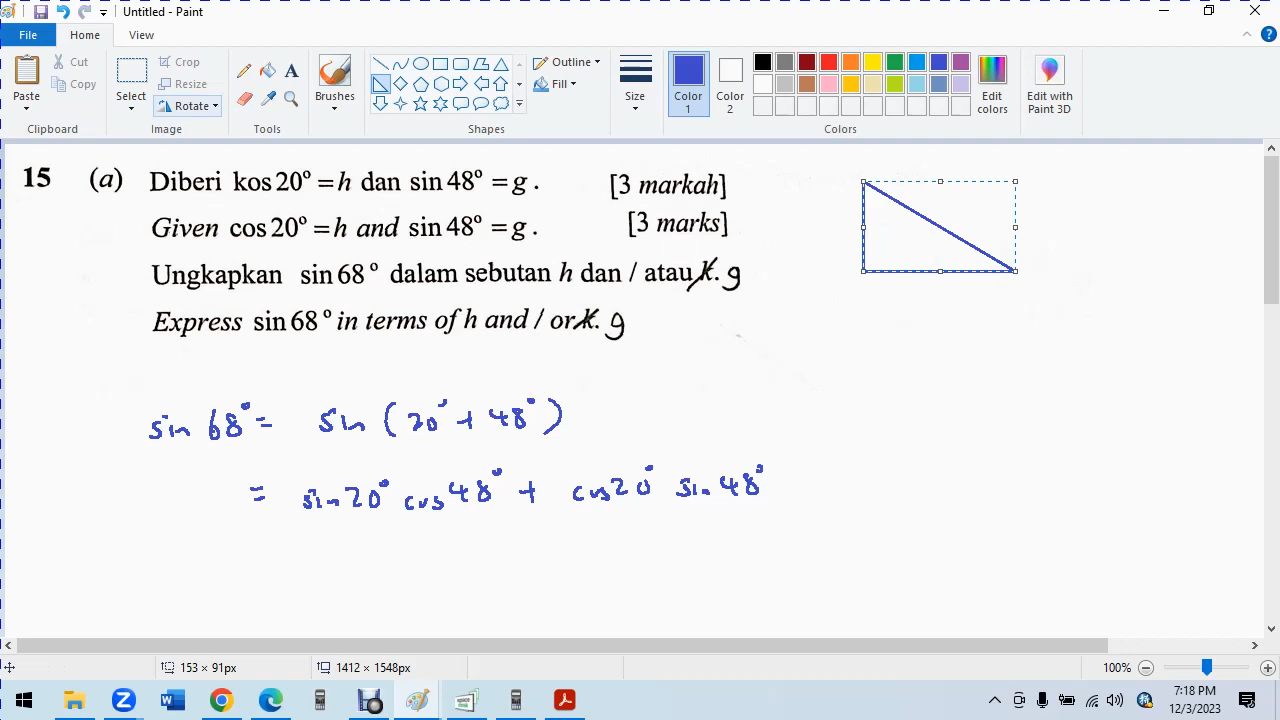 Untitled - Paint
File Home View
Paste Cut Copy Clipboard
Select Crop Resize Rotate Image
Tools
Brushes
Outline Fill Shapes
Size
Color 1 Color 2 Edit colors Colors
Edit with Paint 3D
15 (a) Diberi kos 20° = h dan sin 48° = g. [3 markah]
Given cos 20° = h and sin 48° = g. [3 marks]
Ungkapkan sin 68° dalam sebutan h dan / atau k. g
Express sin 68° in terms of h and / or k. g
sin 68° = sin (20° + 48°)
= sin 20° cos 48° + cos 20° sin 48°
153 × 91px 1412 × 1548px 100%
7:18 PM
12/3/2023